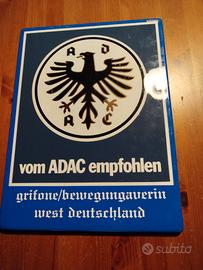 A D
A C
vom ADAC empfohlen
grifone/bewegungaverin
west deutschland
subito